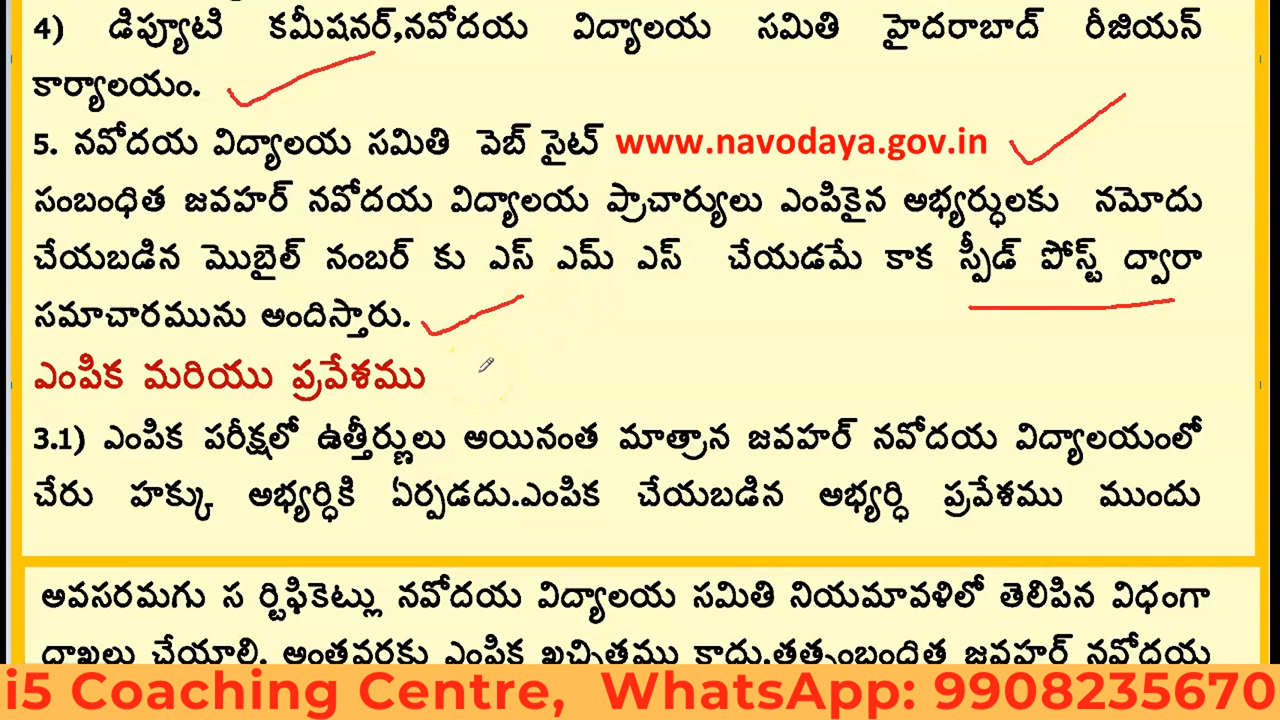 4) డిప్యూటి కమీషనర్,నవోదయ విద్యాలయ సమితి హైదరాబాద్ రీజియన్
కార్యాలయం.
5. నవోదయ విద్యాలయ సమితి వెబ్ సైట్ www.navodaya.gov.in
సంబంధిత జవహర్ నవోదయ విద్యాలయ ప్రాచార్యులు ఎంపికైన అభ్యర్ధులకు నమోదు
చేయబడిన మొబైల్ నంబర్ కు ఎస్ ఎమ్ ఎస్ చేయడమే కాక స్పీడ్ పోస్ట్ ద్వారా
సమాచారమును అందిస్తారు.
ఎంపిక మరియు ప్రవేశము
3.1) ఎంపిక పరీక్షలో ఉత్తీర్ణులు అయినంత మాత్రాన జవహర్ నవోదయ విద్యాలయంలో
చేరు హక్కు అభ్యర్ధికి ఏర్పడదు.ఎంపిక చేయబడిన అభ్యర్ధి ప్రవేశము ముందు
అవసరమగు స ర్టిఫికెట్లు నవోదయ విద్యాలయ సమితి నియమావళిలో తెలిపిన విధంగా
దాఖలు చేయాలి. అంతవరకు ఎంపిక ఖచ్చితము కాదు.తత్సంబంధిత జవహర్ నవోదయ
i5 Coaching Centre, WhatsApp: 9908235670